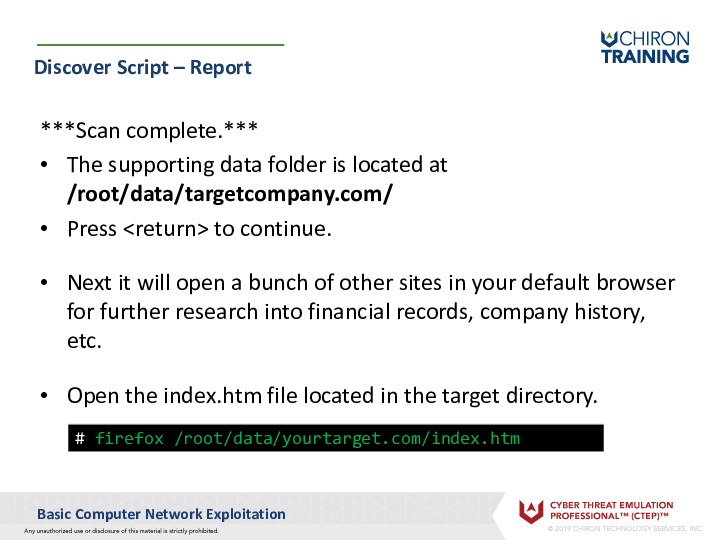 CHIRON
TRAINING
Discover Script – Report
***Scan complete.***
• The supporting data folder is located at
/root/data/targetcompany.com/
• Press <return> to continue.
• Next it will open a bunch of other sites in your default browser
for further research into financial records, company history,
etc.
• Open the index.htm file located in the target directory.
# firefox /root/data/yourtarget.com/index.htm
Basic Computer Network Exploitation
CYBER THREAT EMULATION
PROFESSIONAL™ (CTEP)™
Any unauthorized use or disclosure of this material is strictly prohibited.
© 2019 CHIRON TECHNOLOGY SERVICES, INC.